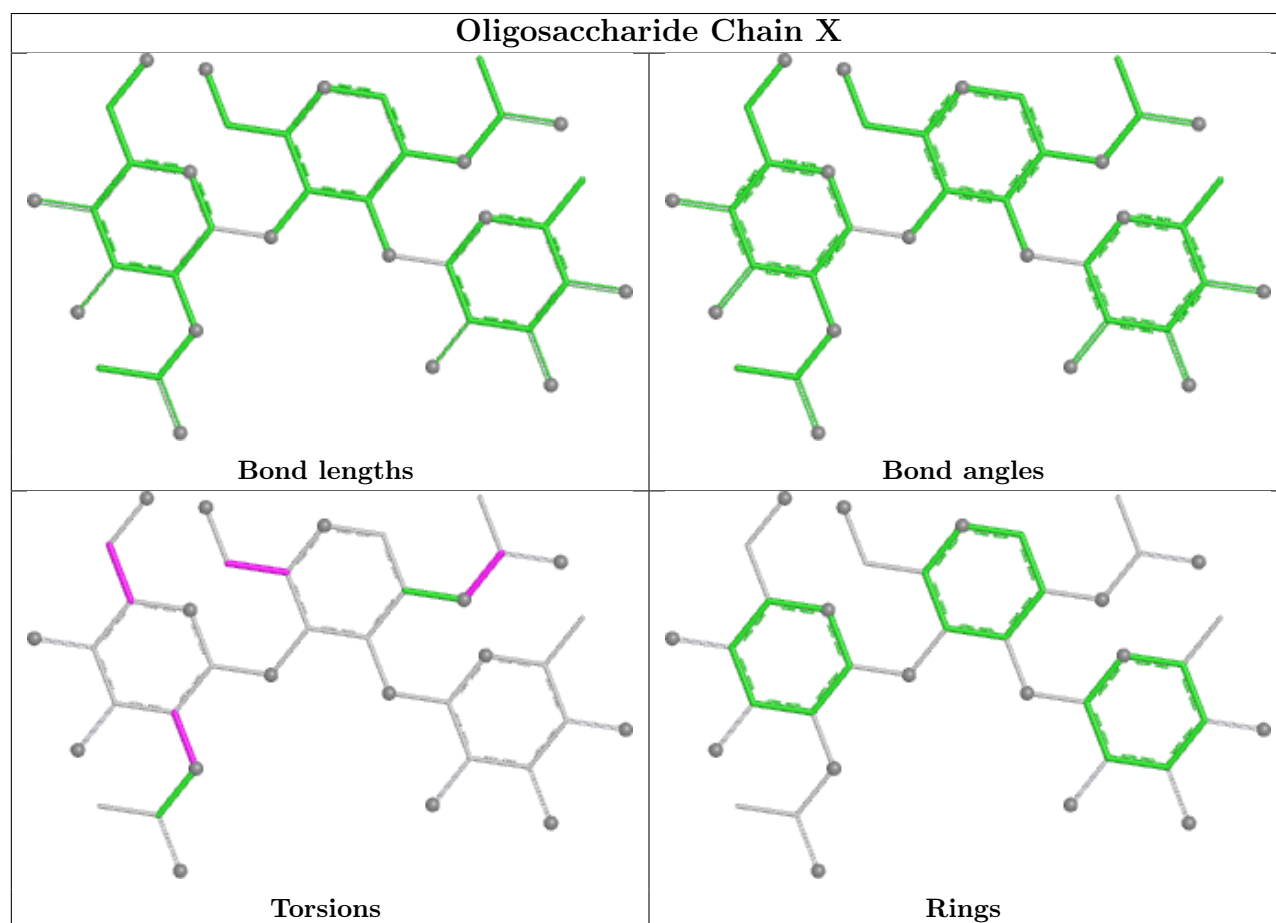 Oligosaccharide Chain X
Bond lengths
Bond angles
Torsions
Rings